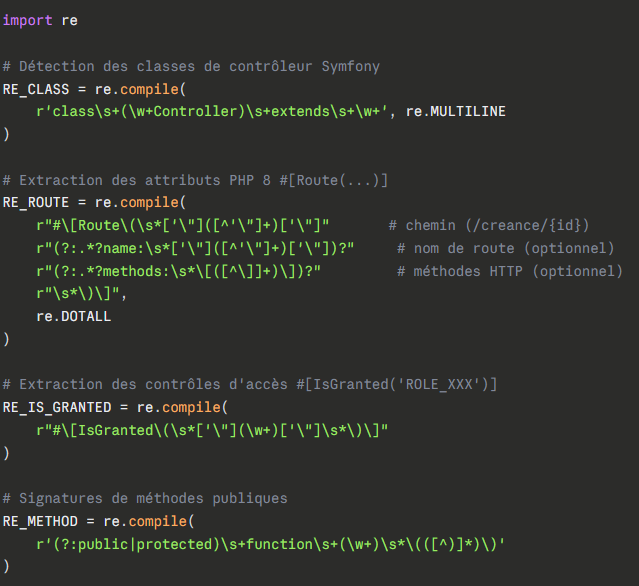 import re
# Détection des classes de contrôleur Symfony
RE_CLASS = re.compile(
    r'class\s+(\w+Controller)\s+extends\s+\w+', re.MULTILINE
)
# Extraction des attributs PHP 8 #[Route(...)]
RE_ROUTE = re.compile(
    r"#\[Route\(\s*['\"]([^'\"]+)['\"]"       # chemin (/creance/{id})
    r"(?:.*?name:\s*['\"]([^'\"]+)['\"])?"     # nom de route (optionnel)
    r"(?:.*?methods:\s*\[([^\]]+)\])?"         # méthodes HTTP (optionnel)
    r"\s*\)\]",
    re.DOTALL
)
# Extraction des contrôles d'accès #[IsGranted('ROLE_XXX')]
RE_IS_GRANTED = re.compile(
    r"#\[IsGranted\(\s*['\"](\w+)['\"]\s*\)\]"
)
# Signatures de méthodes publiques
RE_METHOD = re.compile(
    r'(?:public|protected)\s+function\s+(\w+)\s*\(([^)]*)\)'
)